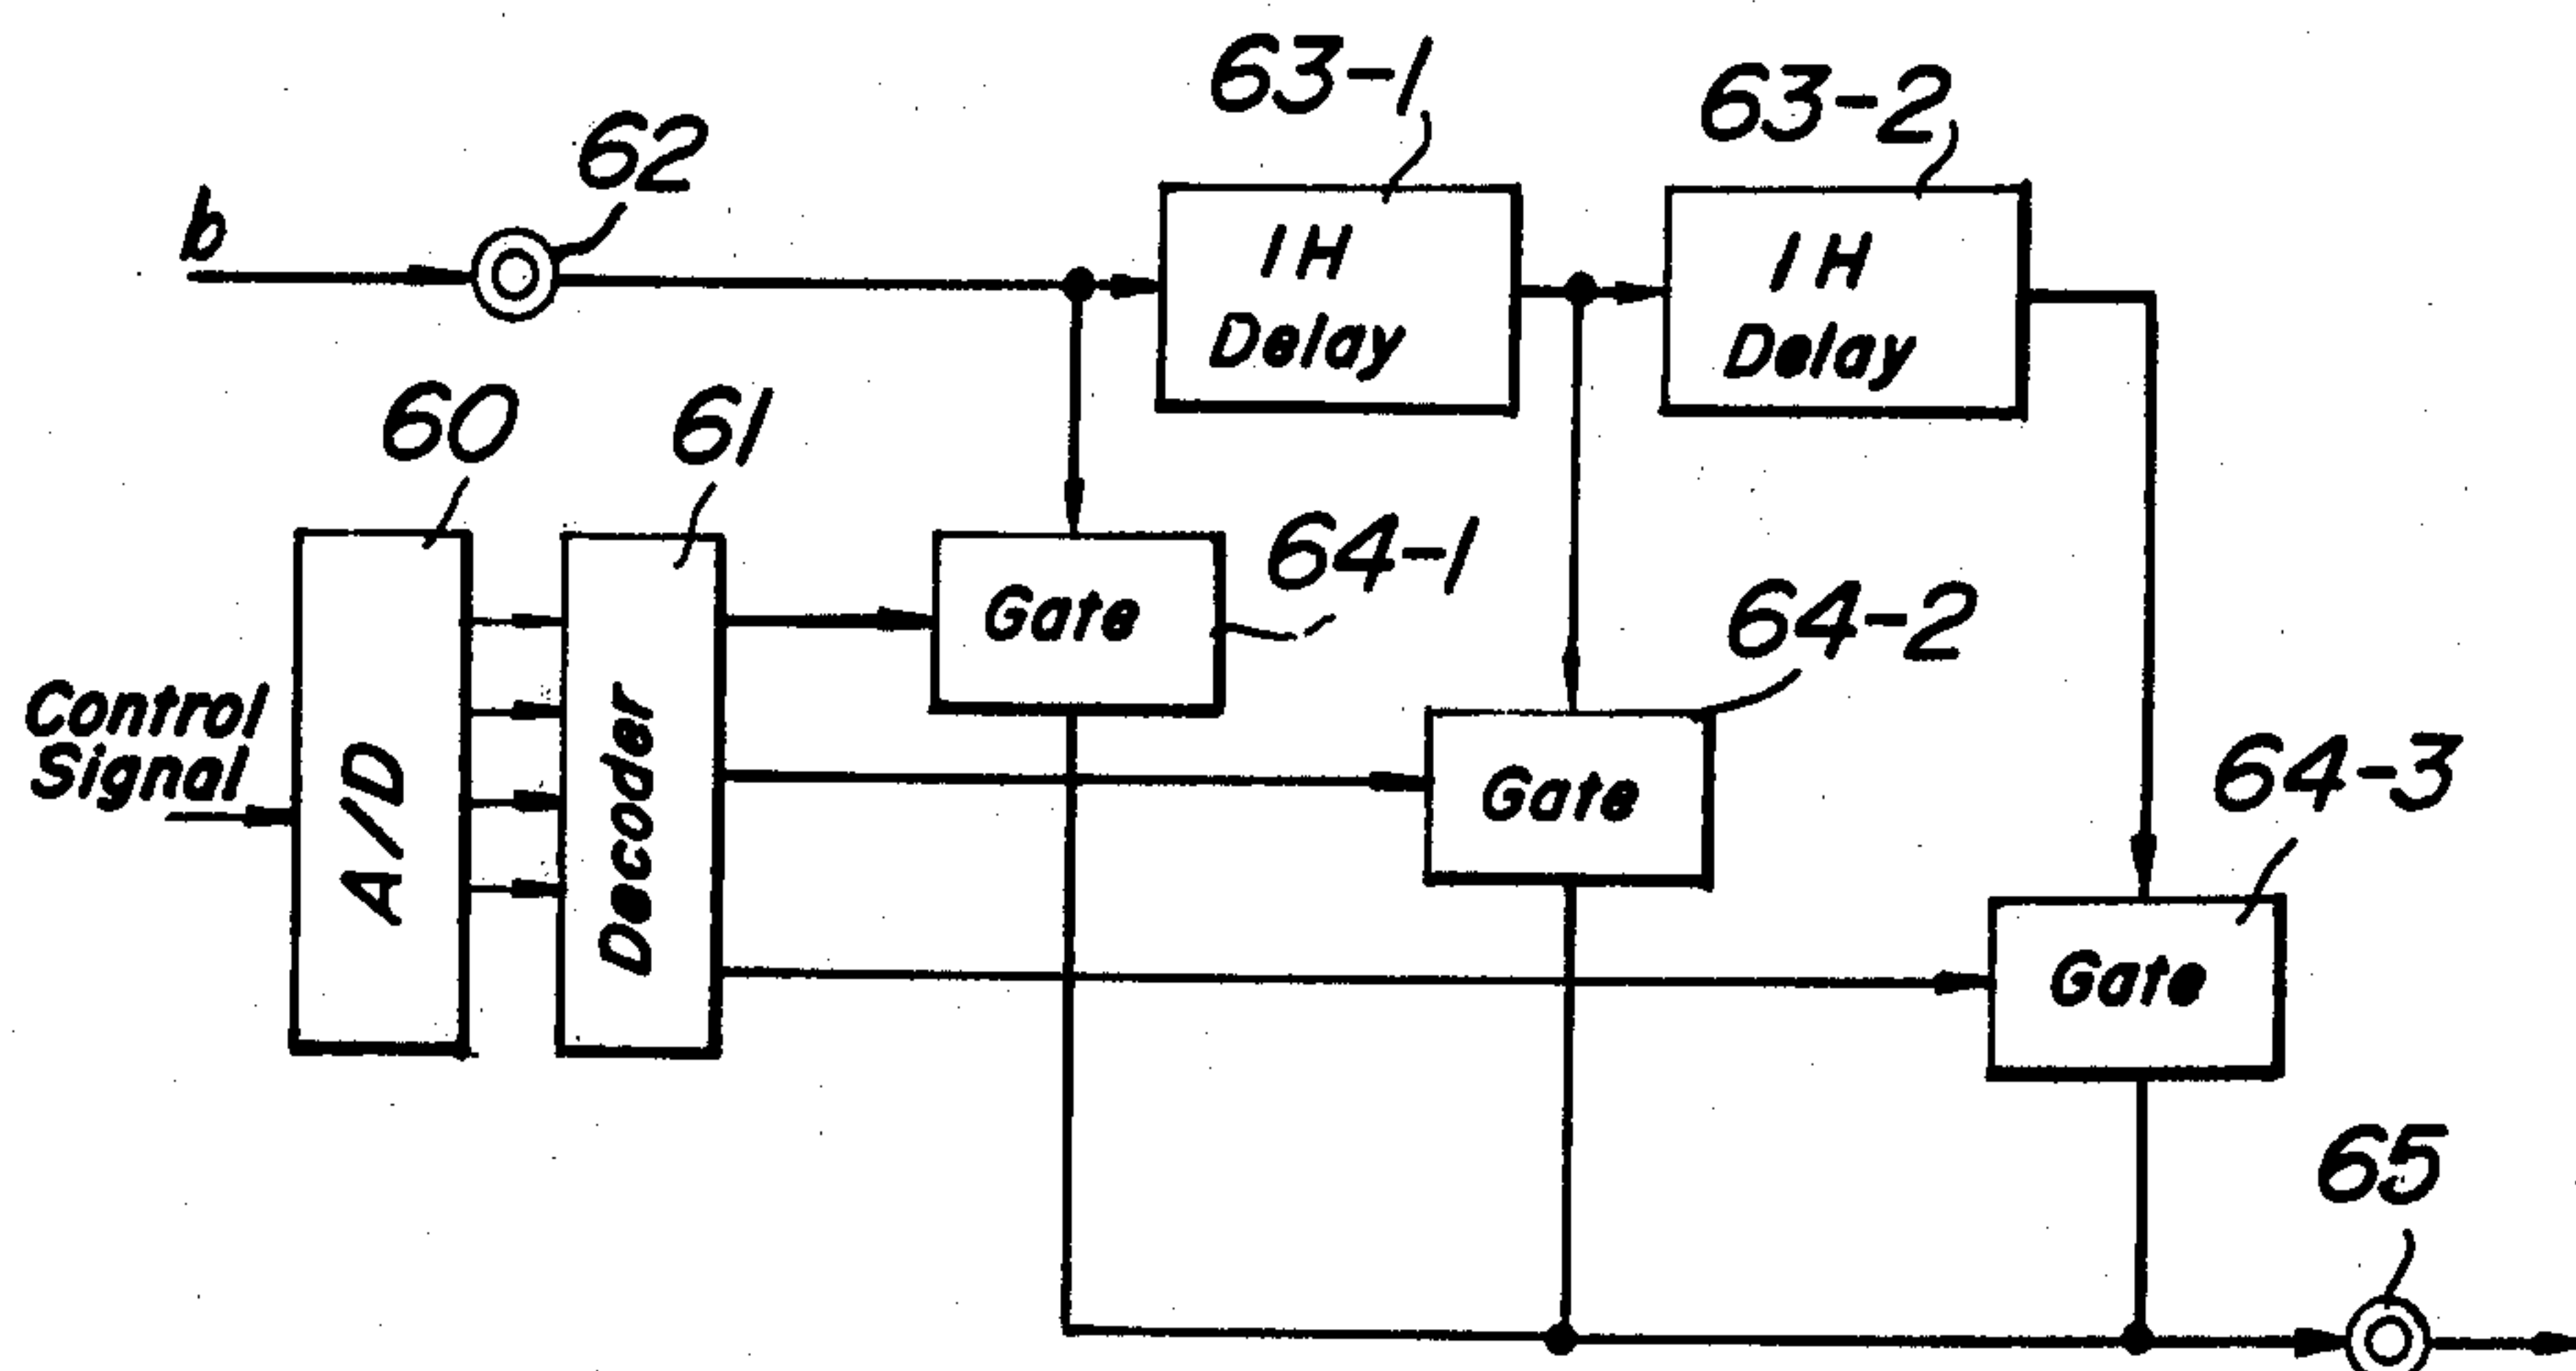 63-1
63-2
62
b
1H
Delay
1H
Delay
60
61
64-1
Gate
64-2
Control
Signal
A/D
Decoder
Gate
64-3
Gate
65